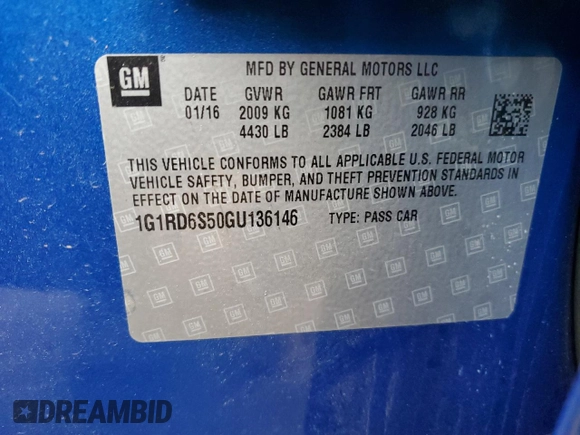 GM
MFD BY GENERAL MOTORS LLC
DATE GVWR GAWR FRT GAWR RR
01/16 2009 KG 1081 KG 928 KG
4430 LB 2384 LB 2046 LB
THIS VEHICLE CONFORMS TO ALL APPLICABLE U.S. FEDERAL MOTOR
VEHICLE SAFETY, BUMPER, AND THEFT PREVENTION STANDARDS IN
EFFECT ON THE DATE OF MANUFACTURE SHOWN ABOVE.
1G1RD6S50GU136146 TYPE: PASS CAR
DREAMBID